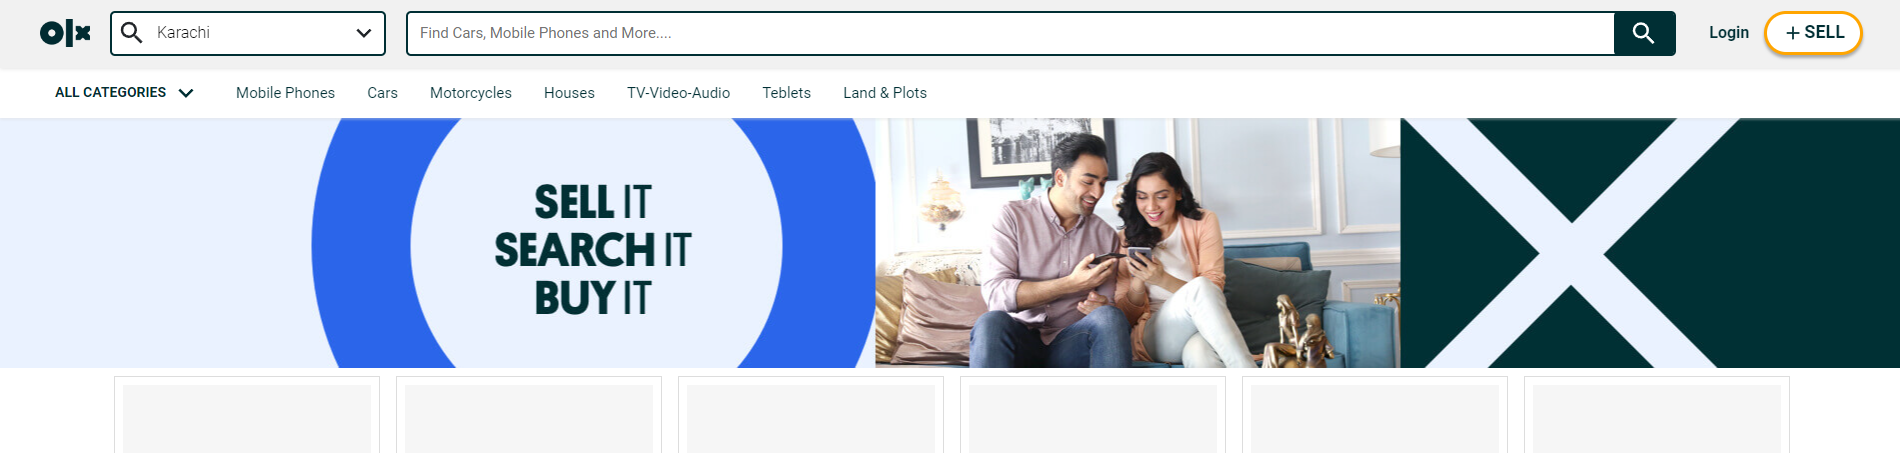 olx
Karachi
Find Cars, Mobile Phones and More....
Login
+ SELL
ALL CATEGORIES
Mobile Phones
Cars
Motorcycles
Houses
TV-Video-Audio
Teblets
Land & Plots
SELL IT
SEARCH IT
BUY IT